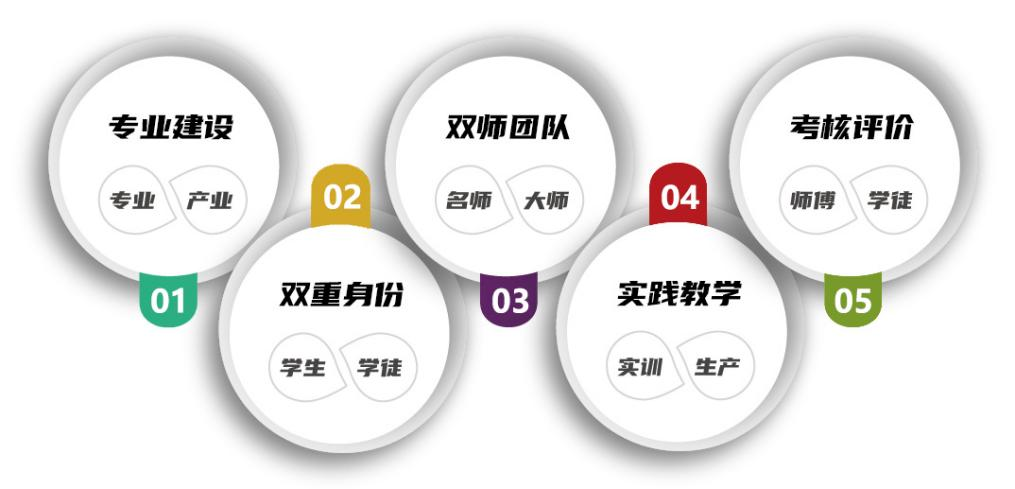 专业建设
专业 产业
01
02
双重身份
学生 学徒
双师团队
名师 大师
03
04
实践教学
实训 生产
考核评价
师博 学徒
05